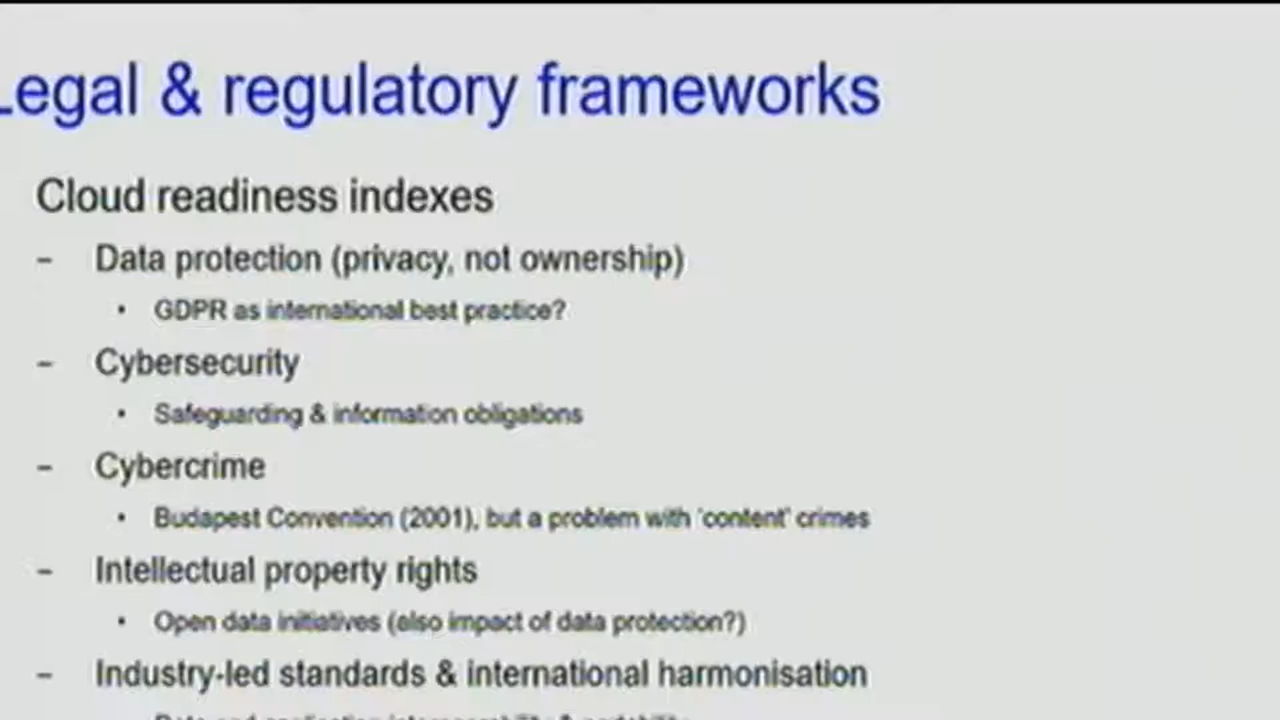 Legal & regulatory frameworks
Cloud readiness indexes
– Data protection (privacy, not ownership)
• GDPR as international best practice?
– Cybersecurity
• Safeguarding & information obligations
– Cybercrime
• Budapest Convention (2001), but a problem with 'content' crimes
– Intellectual property rights
• Open data initiatives (also impact of data protection?)
– Industry-led standards & international harmonisation